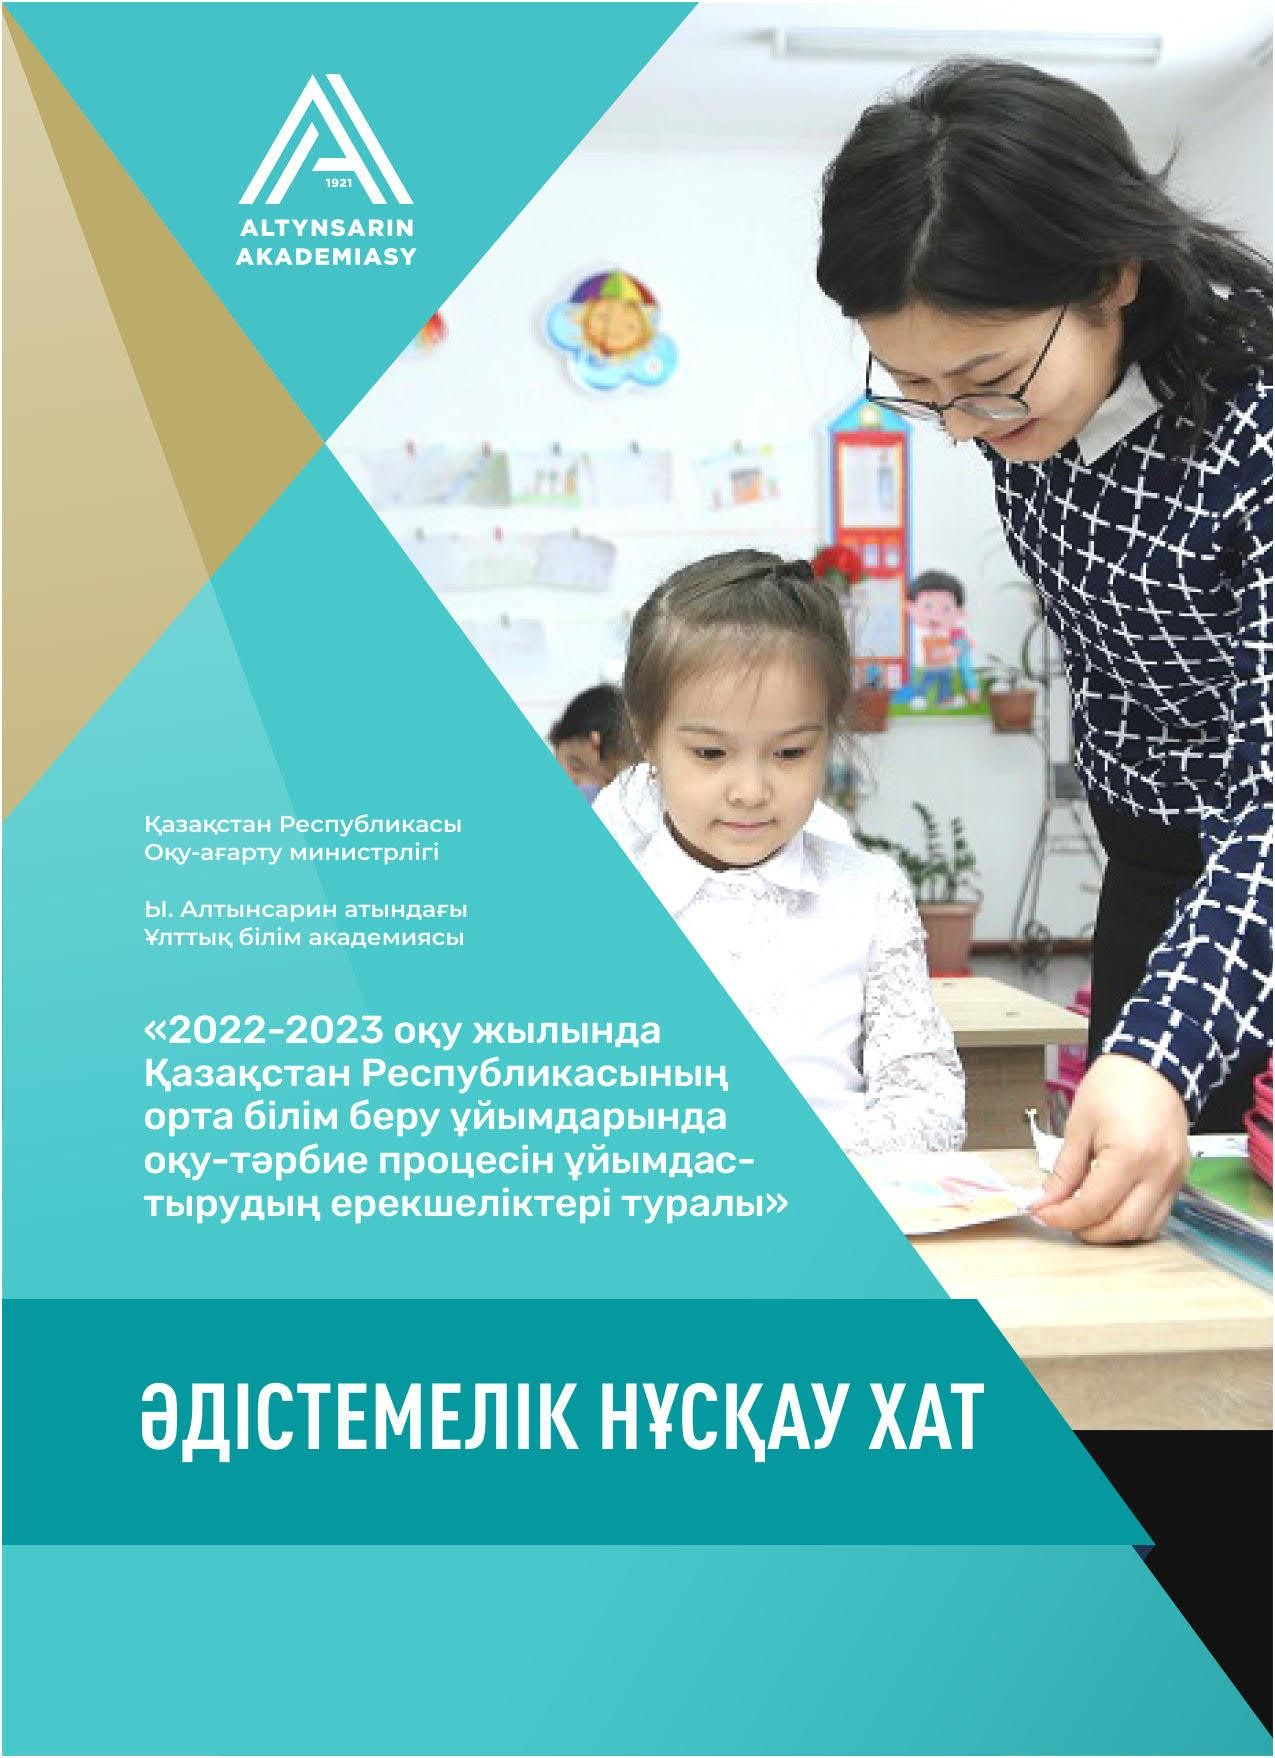 1921
ALTYNSARIN
AKADEMIASY
Қазақстан Республикасы
Оқу-ағарту министрлігі
Ы. Алтынсарин атындағы
Ұлттық білім академиясы
«2022-2023 оқу жылында
Қазақстан Республикасының
орта білім беру ұйымдарында
оқу-тәрбие процесін ұйымдас-
тырудың ерекшеліктері туралы»
ӘДІСТЕМЕЛІК НҰСҚАУ ХАТ